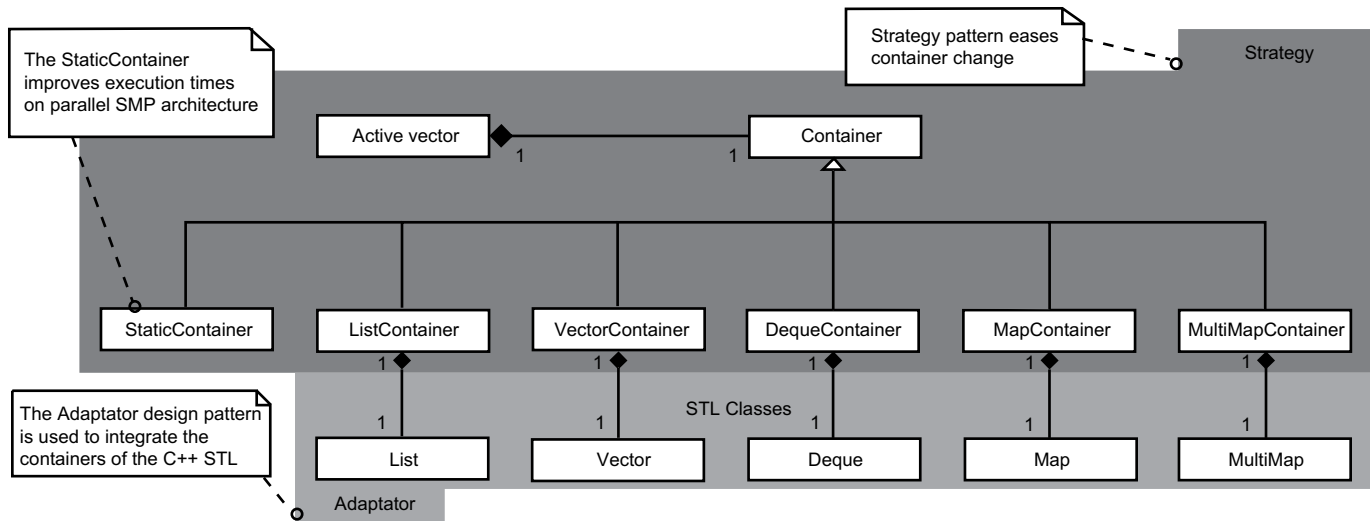 The StaticContainer
improves execution times
on parallel SMP architecture
Strategy pattern eases
container change
Strategy
Active vector
1
1
Container
StaticContainer
ListContainer
VectorContainer
DequeContainer
MapContainer
MultiMapContainer
1
1
1
1
1
STL Classes
1
1
1
1
1
The Adaptator design pattern
is used to integrate the
containers of the C++ STL
List
Vector
Deque
Map
MultiMap
Adaptator